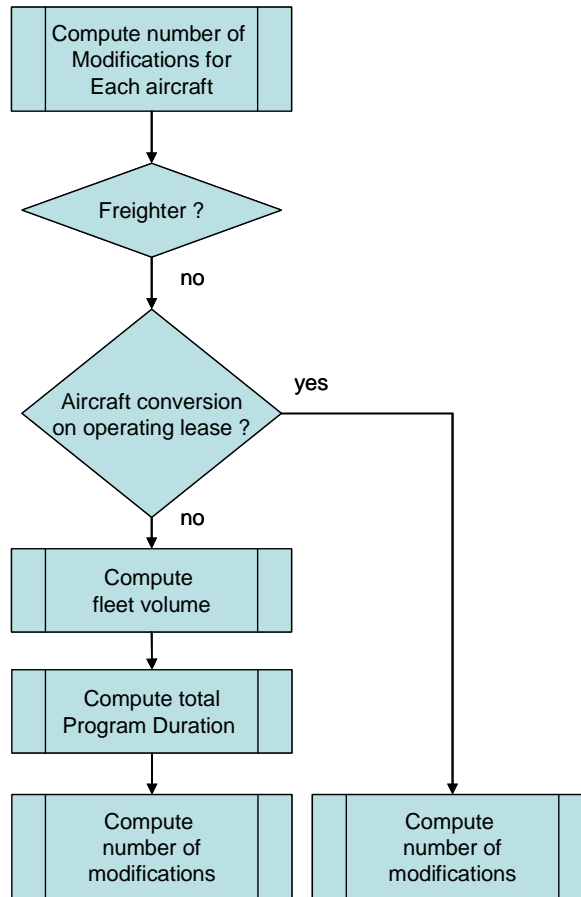 Compute number of
Modifications for
Each aircraft
Freighter ?
no
Aircraft conversion
on operating lease ?
yes
no
Compute
fleet volume
Compute total
Program Duration
Compute
number of
modifications
Compute
number of
modifications